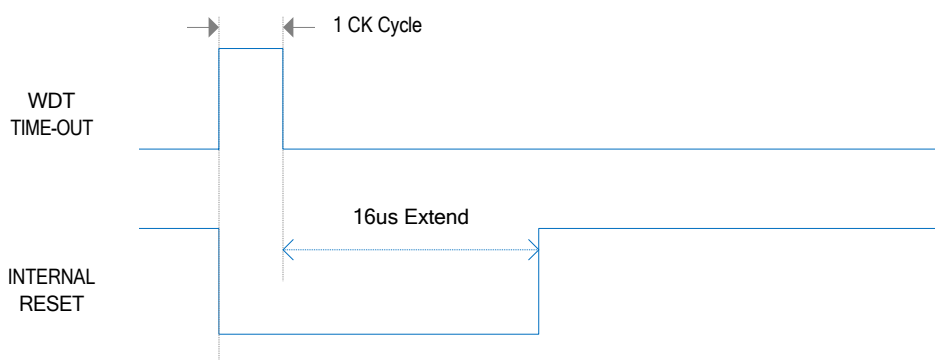 1 CK Cycle
WDT
TIME-OUT
16us Extend
INTERNAL
RESET